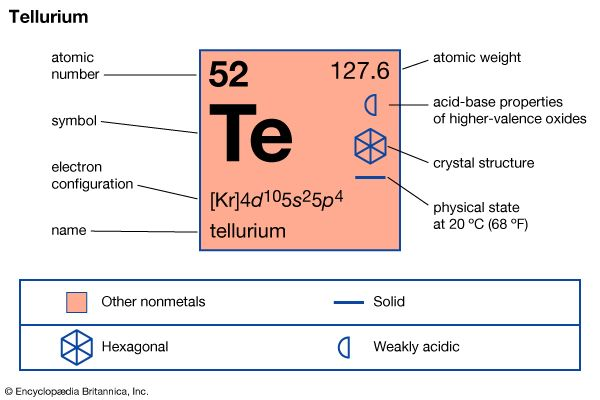 Tellurium
atomic
number
52
127.6
atomic weight
symbol
Te
acid-base properties
of higher-valence oxides
crystal structure
electron
configuration
[Kr]4d¹⁰5s²5p⁴
physical state
at 20 ºC (68 ºF)
name
tellurium
Other nonmetals
Solid
Hexagonal
Weakly acidic
© Encyclopædia Britannica, Inc.